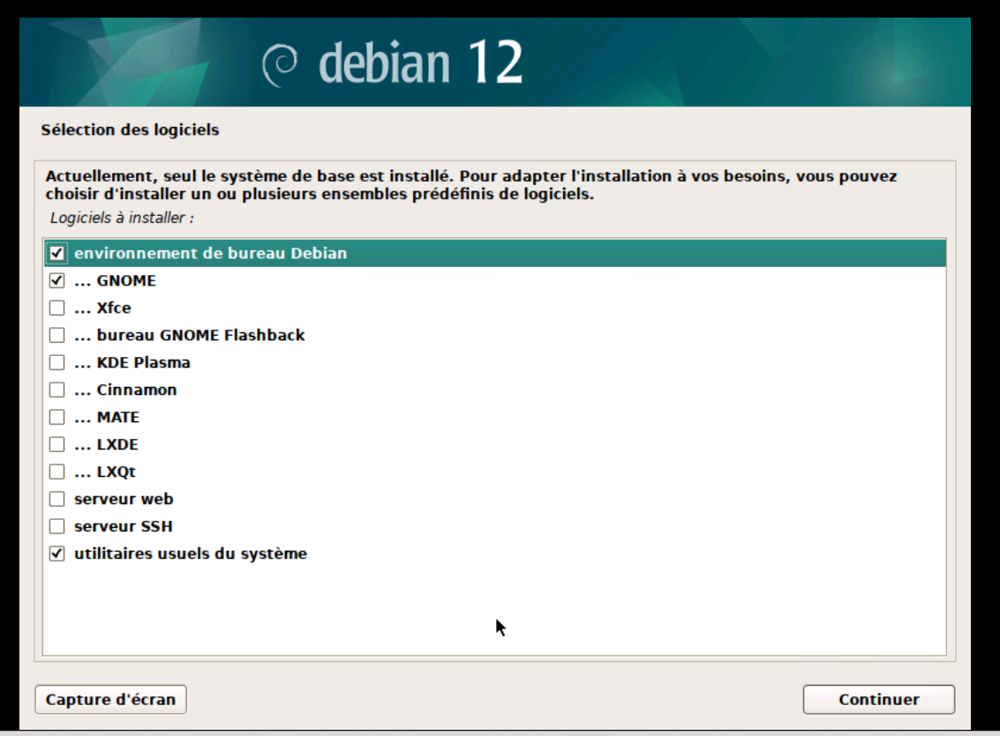 debian 12
Sélection des logiciels
Actuellement, seul le système de base est installé. Pour adapter l'installation à vos besoins, vous pouvez
choisir d'installer un ou plusieurs ensembles prédéfinis de logiciels.
Logiciels à installer :
environnement de bureau Debian
... GNOME
... Xfce
... bureau GNOME Flashback
... KDE Plasma
... Cinnamon
... MATE
... LXDE
... LXQt
serveur web
serveur SSH
utilitaires usuels du système
Capture d'écran
Continuer